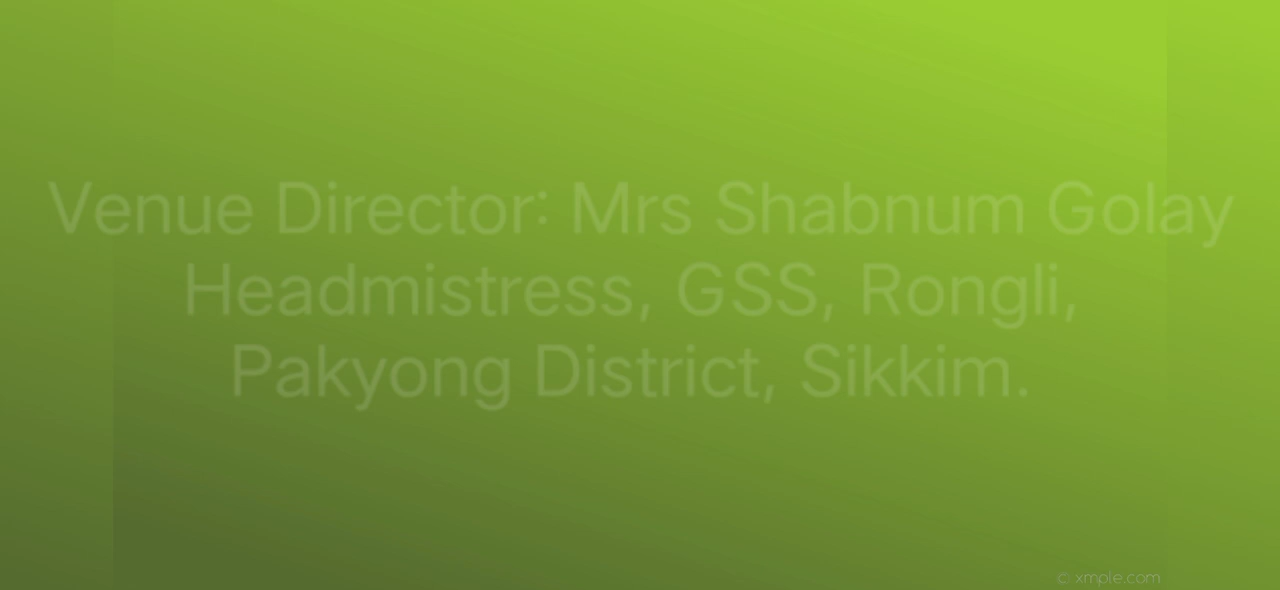 Venue Director: Mrs Shabnum Golay
Headmistress, GSS, Rongli,
Pakyong District, Sikkim.
© xmple.com